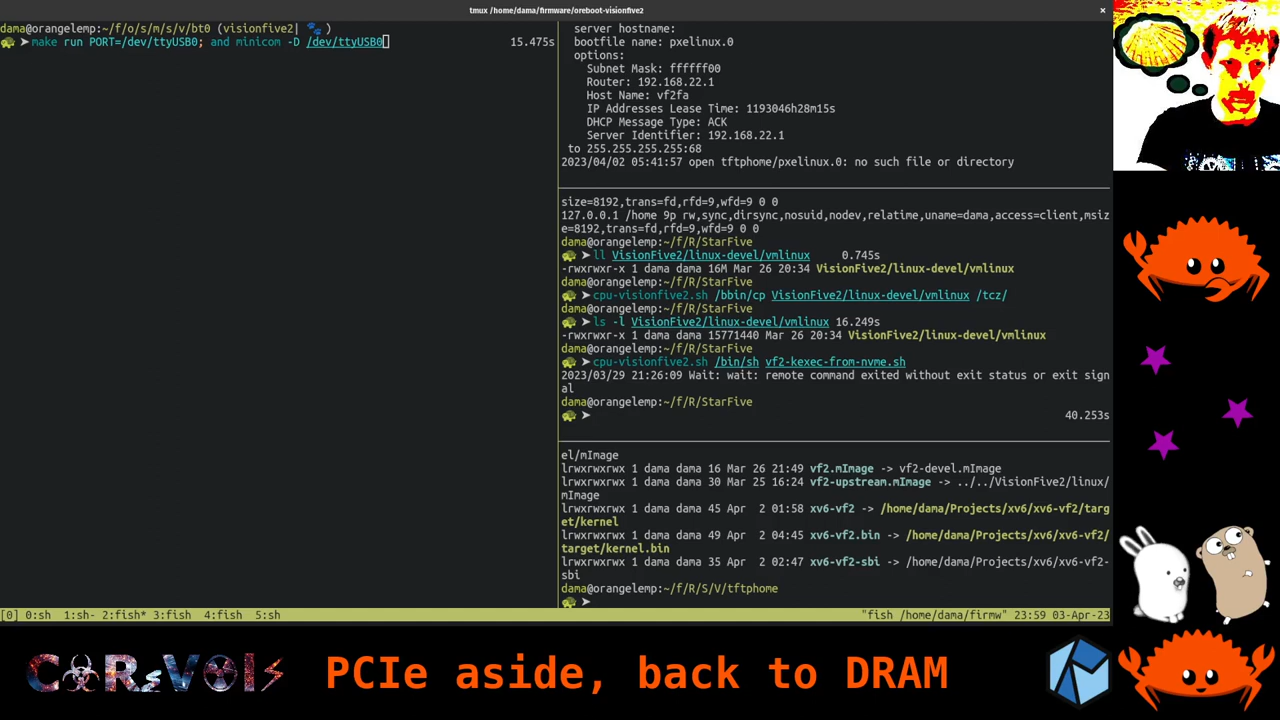 tmux /home/dama/firmware/oreboot-visionfive2
dama@orangelemp:~/f/o/s/m/s/v/bt0 (visionfive2| 🐾 )
🐢 ➤make run PORT=/dev/ttyUSB0; and minicom -D /dev/ttyUSB0 15.475s
server hostname:
bootfile name: pxelinux.0
options:
Subnet Mask: ffffff00
Router: 192.168.22.1
Host Name: vf2fa
IP Addresses Lease Time: 1193046h28m15s
DHCP Message Type: ACK
Server Identifier: 192.168.22.1
to 255.255.255.255:68
2023/04/02 05:41:57 open tftphome/pxelinux.0: no such file or directory
size=8192,trans=fd,rfd=9,wfd=9 0 0
127.0.0.1 /home 9p rw,sync,dirsync,nosuid,nodev,relatime,uname=dama,access=client,msiz
e=8192,trans=fd,rfd=9,wfd=9 0 0
dama@orangelemp:~/f/R/StarFive
🐢 ➤ll VisionFive2/linux-devel/vmlinux 0.745s
-rwxrwxr-x 1 dama dama 16M Mar 26 20:34 VisionFive2/linux-devel/vmlinux
dama@orangelemp:~/f/R/StarFive
🐢 ➤cpu-visionfive2.sh /bbin/cp VisionFive2/linux-devel/vmlinux /tcz/
dama@orangelemp:~/f/R/StarFive
🐢 ➤ls -l VisionFive2/linux-devel/vmlinux 16.249s
-rwxrwxr-x 1 dama dama 15771440 Mar 26 20:34 VisionFive2/linux-devel/vmlinux
dama@orangelemp:~/f/R/StarFive
🐢 ➤cpu-visionfive2.sh /bin/sh vf2-kexec-from-nvme.sh
2023/03/29 21:26:09 Wait: wait: remote command exited without exit status or exit sign
al
dama@orangelemp:~/f/R/StarFive
🐢 ➤ 40.253s
el/mImage
lrwxrwxrwx 1 dama dama 16 Mar 26 21:49 vf2.mImage -> vf2-devel.mImage
lrwxrwxrwx 1 dama dama 30 Mar 25 16:24 vf2-upstream.mImage -> ../../VisionFive2/linux/
mImage
lrwxrwxrwx 1 dama dama 45 Apr  2 01:58 xv6-vf2 -> /home/dama/Projects/xv6/xv6-vf2/targ
et/kernel
lrwxrwxrwx 1 dama dama 49 Apr  2 04:45 xv6-vf2.bin -> /home/dama/Projects/xv6/xv6-vf2/
target/kernel.bin
lrwxrwxrwx 1 dama dama 35 Apr  2 02:47 xv6-vf2-sbi -> /home/dama/Projects/xv6/xv6-vf2-
sbi
dama@orangelemp:~/f/R/S/V/tftphome
🐢 ➤
[0] 0:sh 1:sh- 2:fish* 3:fish 4:fish 5:sh "fish /home/dama/firmw" 23:59 03-Apr-23
PCIe aside, back to DRAM